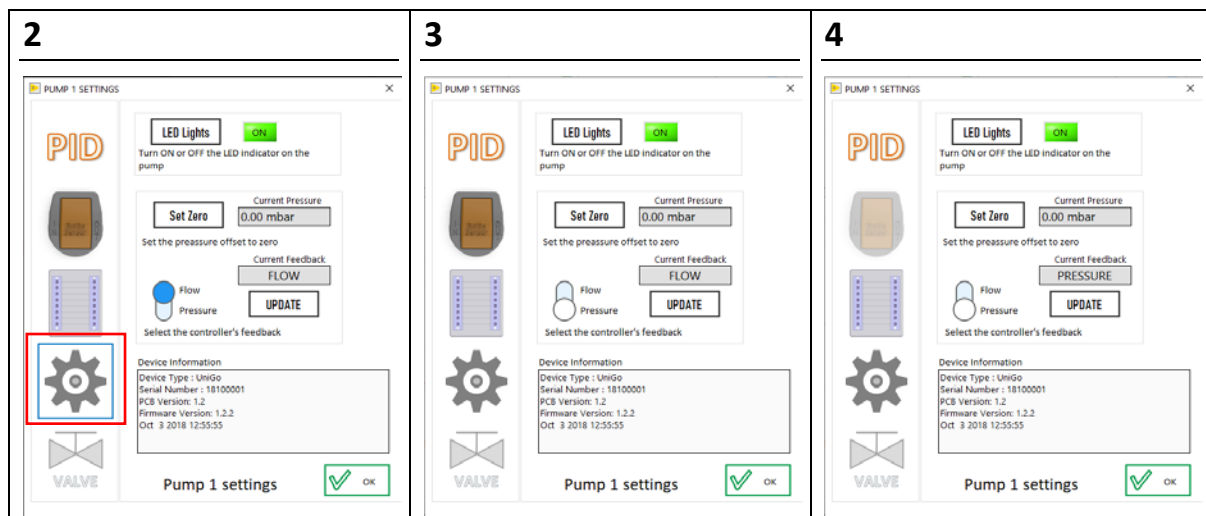 2
PUMP 1 SETTINGS
PID
LED Lights
ON
Turn ON or OFF the LED indicator on the
pump
Current Pressure
Set Zero
0.00 mbar
Set the preassure offset to zero
Current Feedback
FLOW
Flow
Pressure
UPDATE
Select the controller's feedback
Device Information
Device Type : UniGo
Serial Number : 18100001
PCB Version: 1.2
Firmware Version: 1.2.2
Oct 3 2018 12:55:55
VALVE
Pump 1 settings
OK
3
PUMP 1 SETTINGS
PID
LED Lights
ON
Turn ON or OFF the LED indicator on the
pump
Current Pressure
Set Zero
0.00 mbar
Set the preassure offset to zero
Current Feedback
FLOW
Flow
Pressure
UPDATE
Select the controller's feedback
Device Information
Device Type : UniGo
Serial Number : 18100001
PCB Version: 1.2
Firmware Version: 1.2.2
Oct 3 2018 12:55:55
VALVE
Pump 1 settings
OK
4
PUMP 1 SETTINGS
PID
LED Lights
ON
Turn ON or OFF the LED indicator on the
pump
Current Pressure
Set Zero
0.00 mbar
Set the preassure offset to zero
Current Feedback
PRESSURE
Flow
Pressure
UPDATE
Select the controller's feedback
Device Information
Device Type : UniGo
Serial Number : 18100001
PCB Version: 1.2
Firmware Version: 1.2.2
Oct 3 2018 12:55:55
VALVE
Pump 1 settings
OK